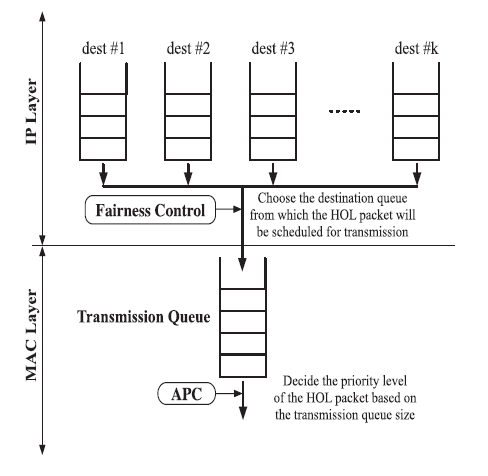 dest #1 dest #2 dest #3 dest #k
IP Layer
.....
Fairness Control
Choose the destination queue
from which the HOL packet will
be scheduled for transmission
MAC Layer
Transmission Queue
APC
Decide the priority level
of the HOL packet based on
the transmission queue size